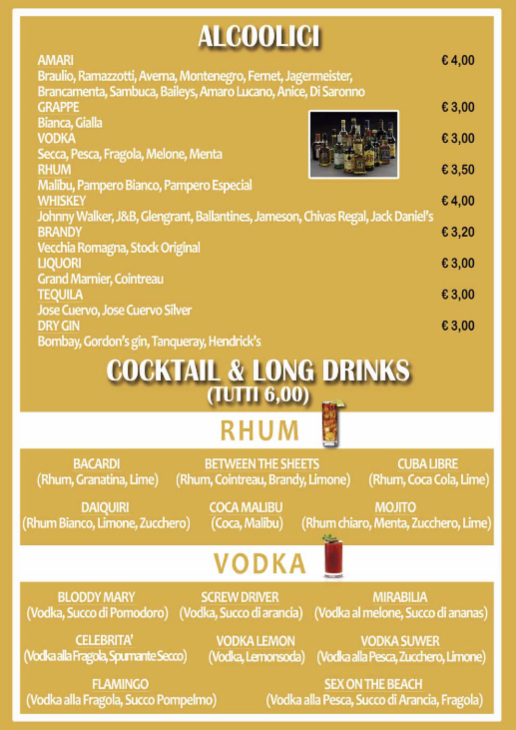 ALCOOLICI
AMARI € 4,00
Braulio, Ramazzotti, Averna, Montenegro, Fernet, Jagermeister,
Brancamenta, Sambuca, Baileys, Amaro Lucano, Anice, Di Saronno
GRAPPE € 3,00
Bianca, Gialla
VODKA € 3,00
Secca, Pesca, Fragola, Melone, Menta
RHUM € 3,50
Malibu, Pampero Bianco, Pampero Especial
WHISKEY € 4,00
Johnny Walker, J&B, Glengrant, Ballantines, Jameson, Chivas Regal, Jack Daniel's
BRANDY € 3,20
Vecchia Romagna, Stock Original
LIQUORI € 3,00
Grand Marnier, Cointreau
TEQUILA € 3,00
Jose Cuervo, Jose Cuervo Silver
DRY GIN € 3,00
Bombay, Gordon's gin, Tanqueray, Hendrick's
COCKTAIL & LONG DRINKS
(TUTTI 6,00)
RHUM
BACARDI BETWEEN THE SHEETS CUBA LIBRE
(Rhum, Granatina, Lime) (Rhum, Cointreau, Brandy, Limone) (Rhum, Coca Cola, Lime)
DAIQUIRI COCA MALIBU MOJITO
(Rhum Bianco, Limone, Zucchero) (Coca, Malibu) (Rhum chiaro, Menta, Zucchero, Lime)
VODKA
BLODDY MARY SCREW DRIVER MIRABILIA
(Vodka, Succo di Pomodoro) (Vodka, Succo di arancia) (Vodka al melone, Succo di ananas)
CELEBRITA' VODKA LEMON VODKA SUWER
(Vodka alla Fragola, Spumante Secco) (Vodka, Lemonsoda) (Vodka alla Pesca, Zucchero, Limone)
FLAMINGO SEX ON THE BEACH
(Vodka alla Fragola, Succo Pompelmo) (Vodka alla Pesca, Succo di Arancia, Fragola)